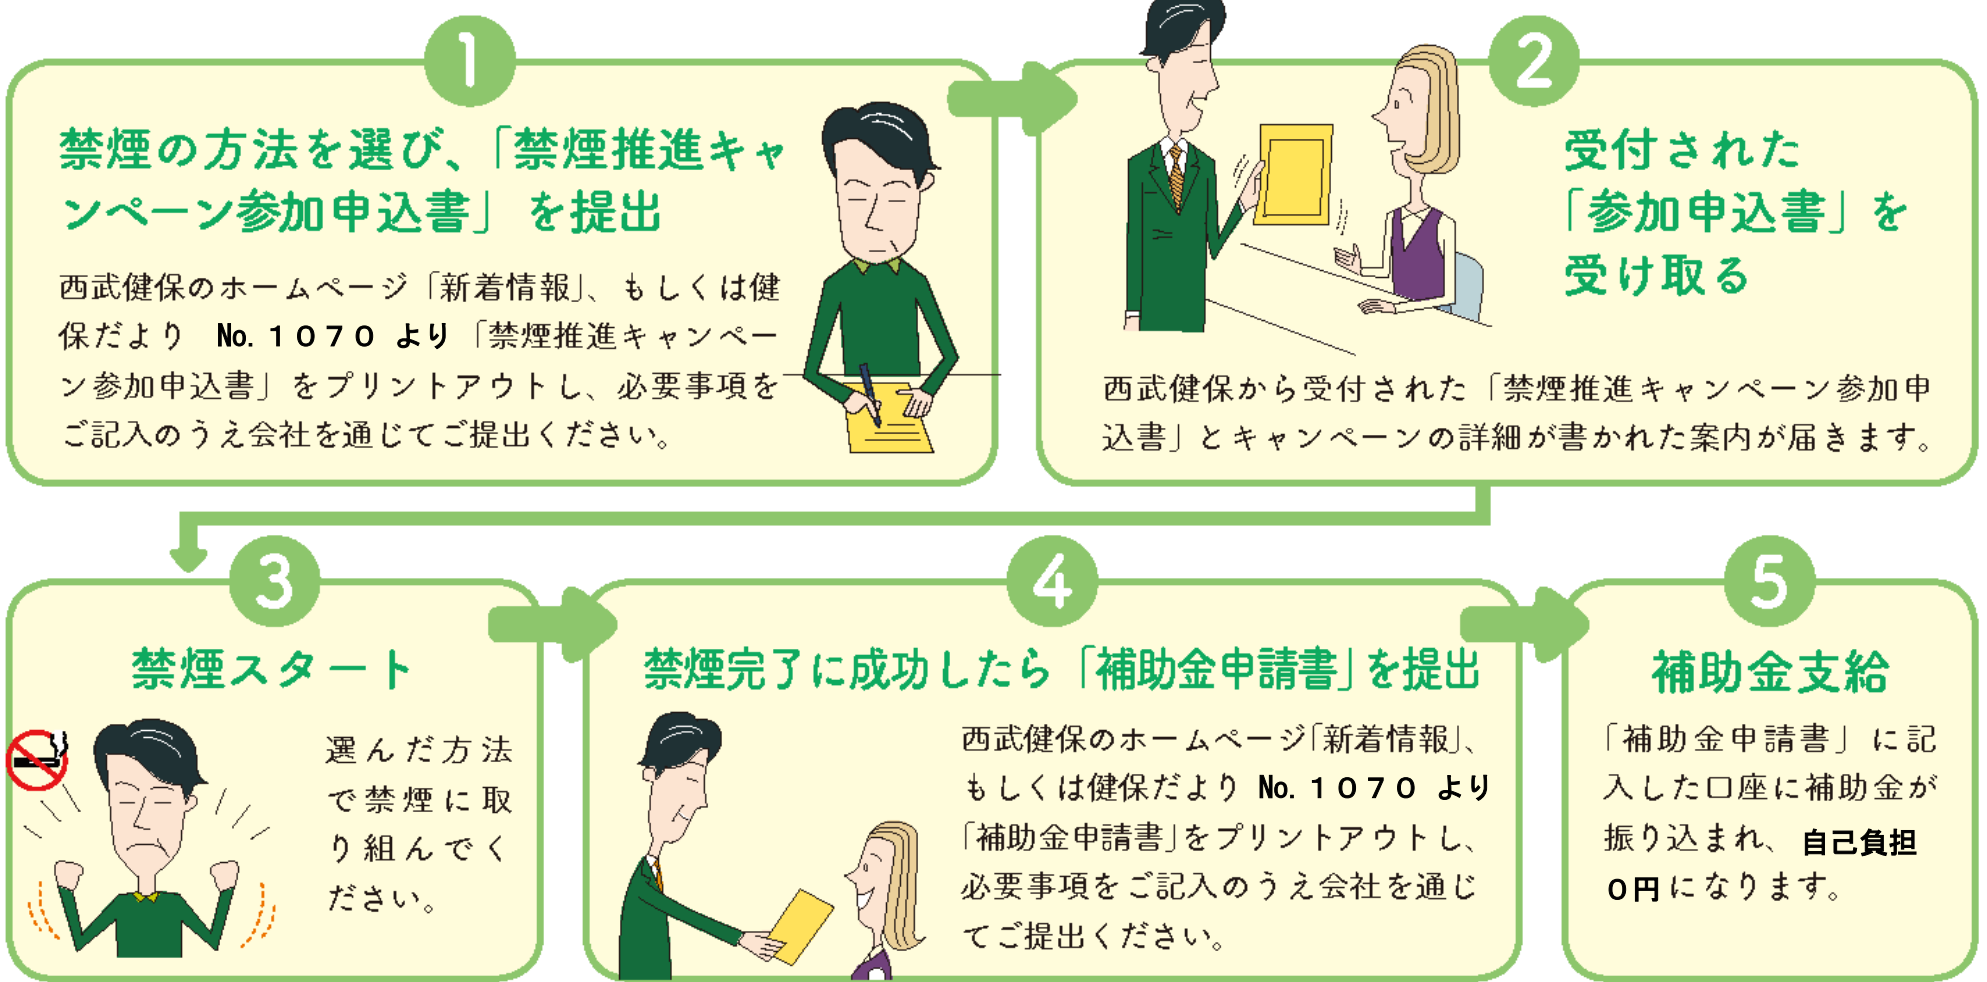 1
禁煙の方法を選び、「禁煙推進キャ
ンペーン参加申込書」を提出
西武健保のホームページ「新着情報」、もしくは健
保だより No.１０７０ より「禁煙推進キャンペー
ン参加申込書」をプリントアウトし、必要事項を
ご記入のうえ会社を通じてご提出ください。
2
受付された
「参加申込書」を
受け取る
西武健保から受付された「禁煙推進キャンペーン参加申
込書」とキャンペーンの詳細が書かれた案内が届きます。
3
禁煙スタート
選んだ方法
で禁煙に取
り組んでく
ださい。
4
禁煙完了に成功したら「補助金申請書」を提出
西武健保のホームページ「新着情報」、
もしくは健保だより No.１０７０ より
「補助金申請書」をプリントアウトし、
必要事項をご記入のうえ会社を通じ
てご提出ください。
5
補助金支給
「補助金申請書」に記
入した口座に補助金が
振り込まれ、自己負担
０円になります。